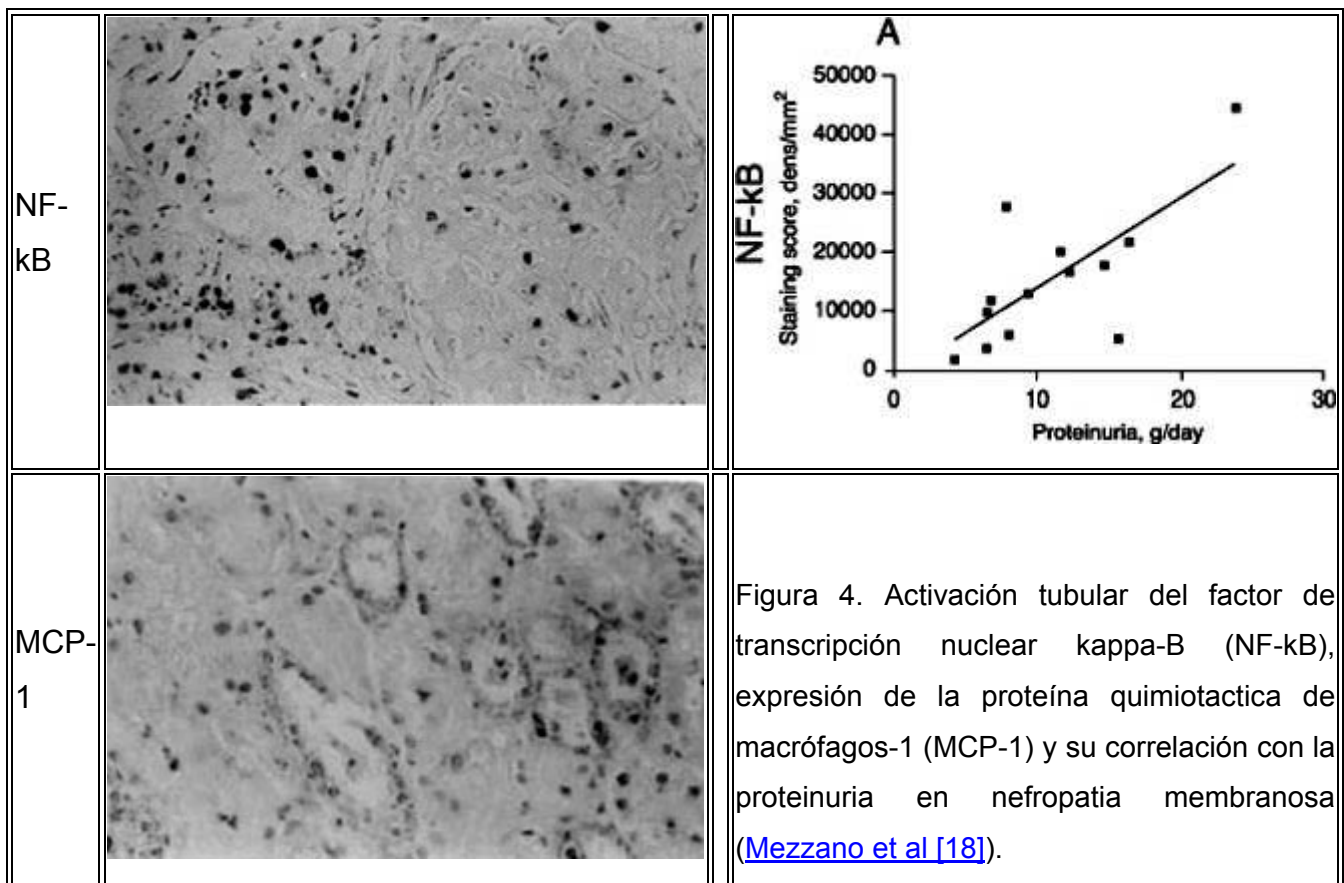 NF-
kB
A
NF-kB
Staining score, dens/mm²
50000
40000
30000
20000
10000
0
0 10 20 30
Proteinuria, g/day
MCP-
1
Figura 4. Activación tubular del factor de
transcripción nuclear kappa-B (NF-kB),
expresión de la proteína quimiotactica de
macrófagos-1 (MCP-1) y su correlación con la
proteinuria en nefropatia membranosa
(Mezzano et al [18]).